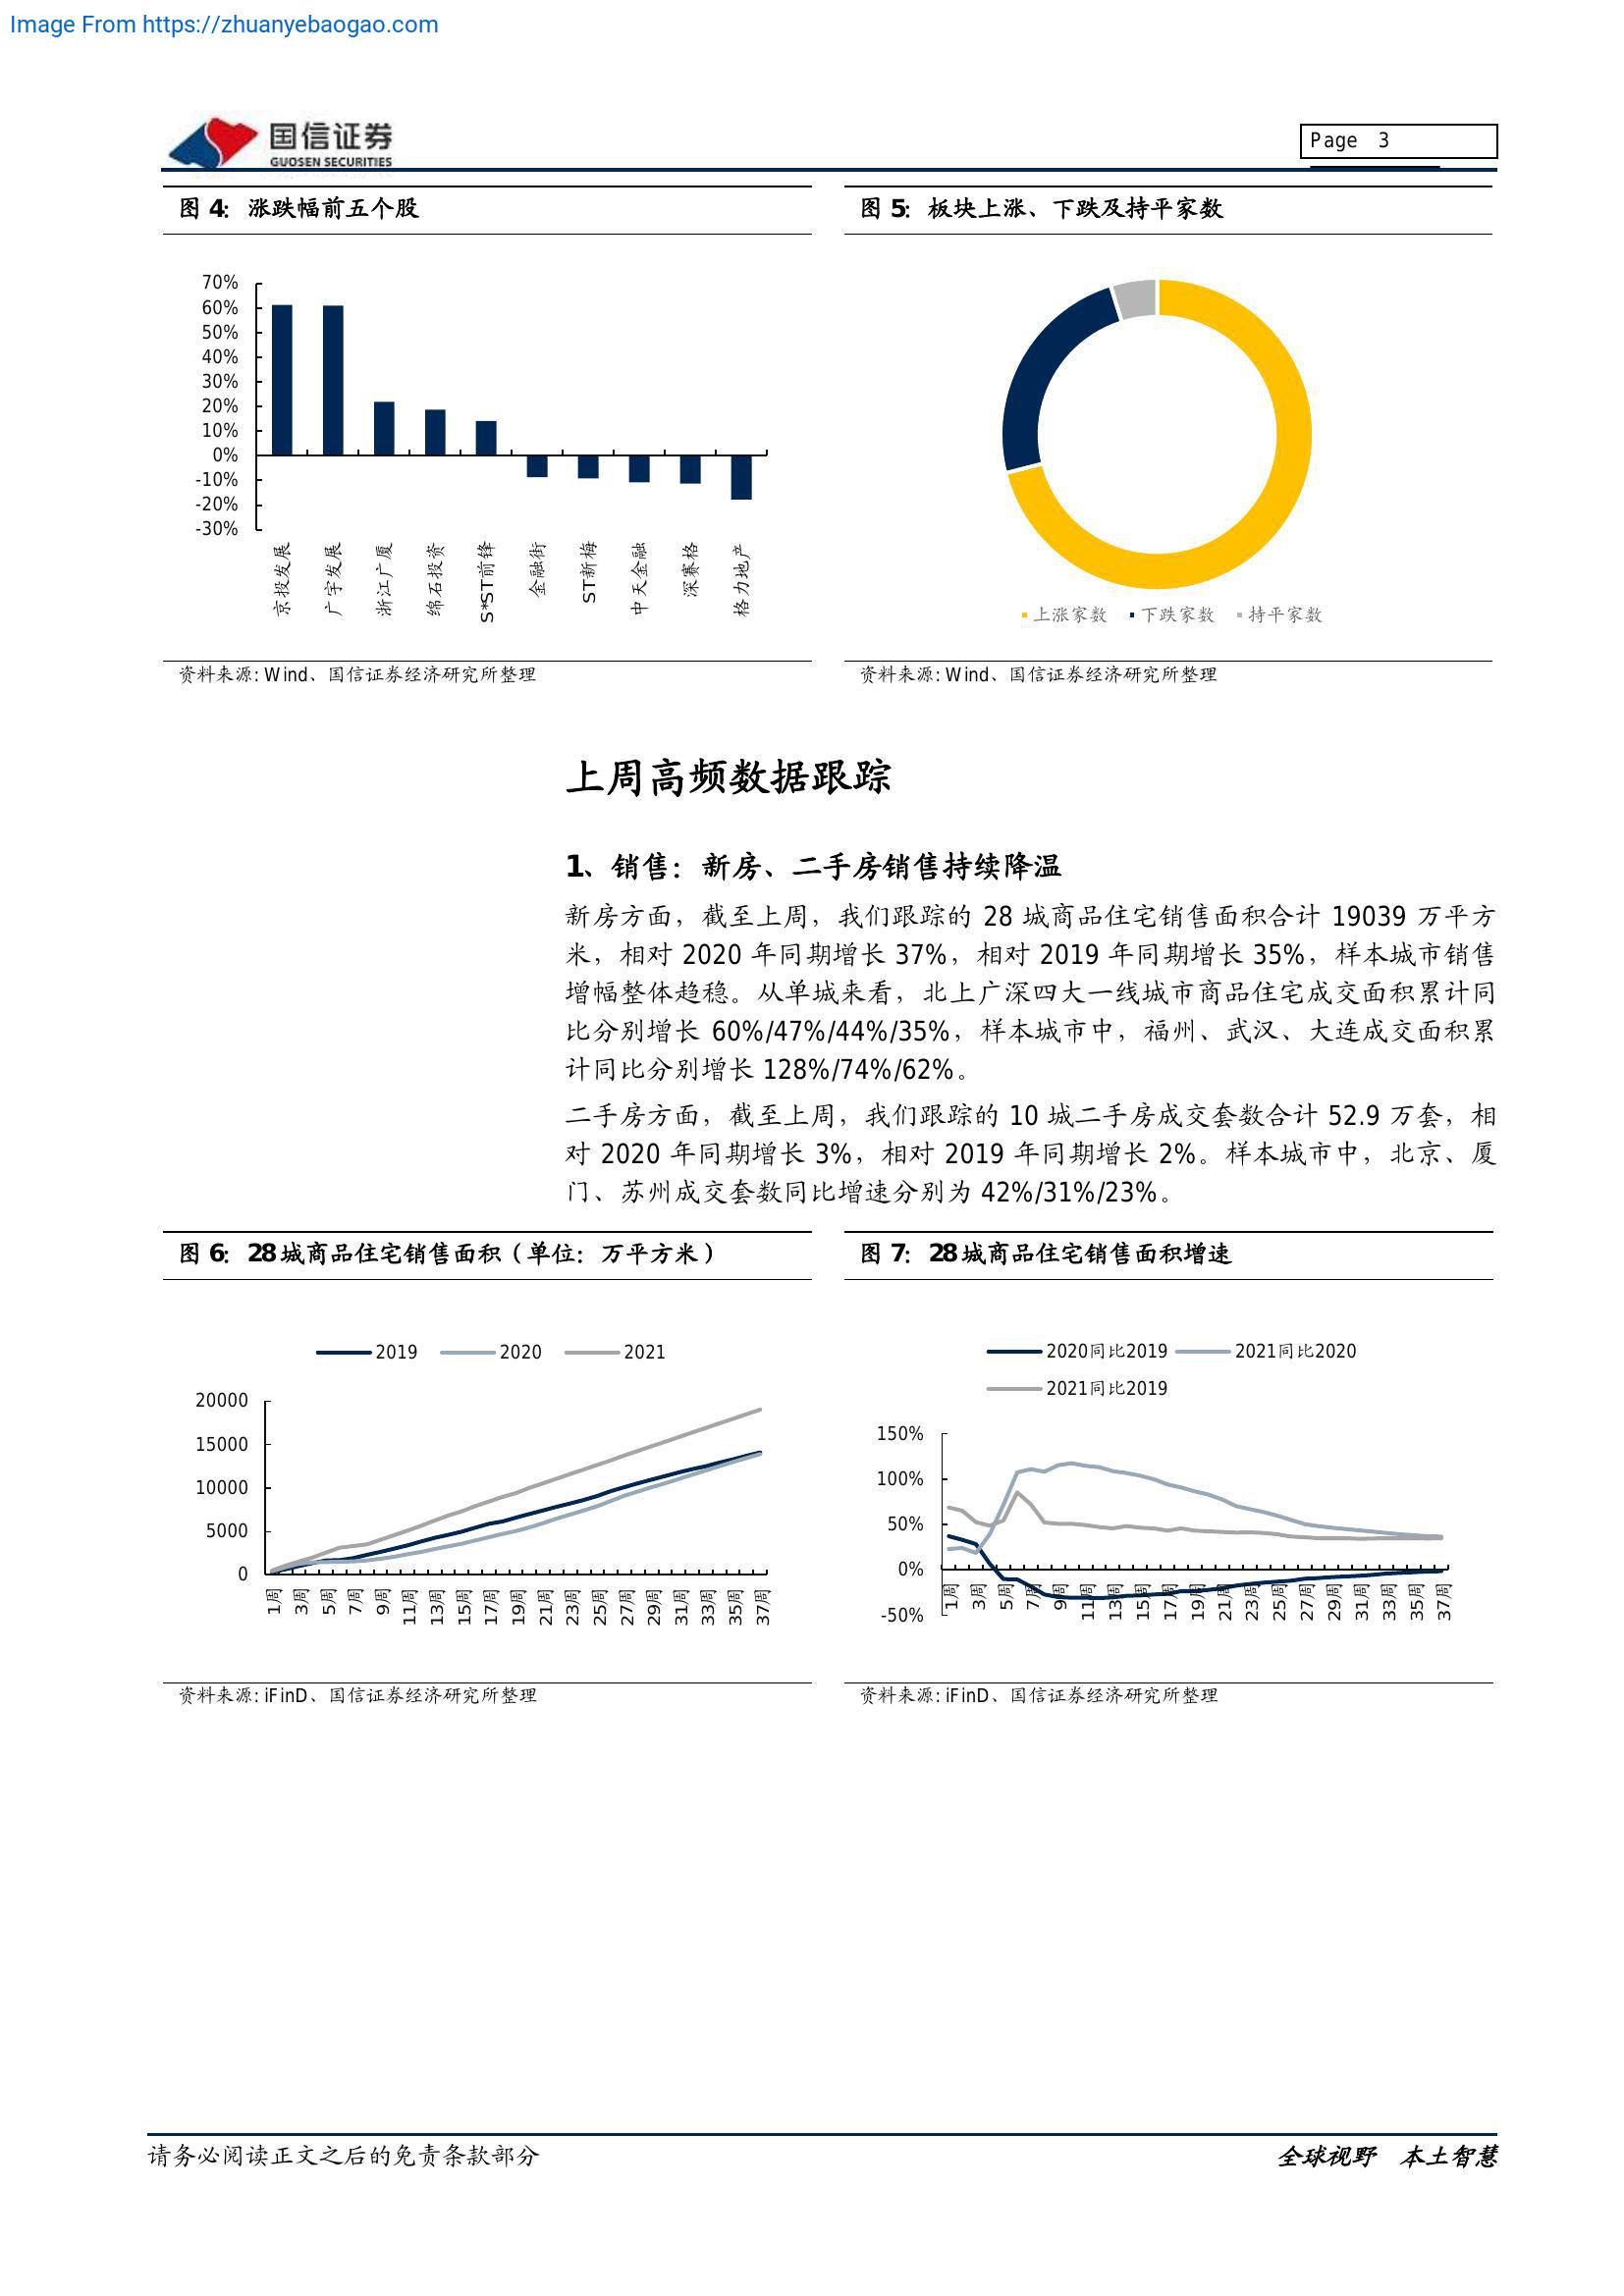 Image From https://zhuanyebaogao.com
国信证券
GUOSEN SECURITIES
Page 3
图 4：涨跌幅前五个股
70%
60%
50%
40%
30%
20%
10%
0%
-10%
-20%
-30%
京投发展
广宇发展
浙江广厦
绵石投资
S*ST前锋
金融街
ST新梅
中天金融
深赛格
格力地产
资料来源: Wind、国信证券经济研究所整理
图 5：板块上涨、下跌及持平家数
上涨家数 下跌家数 持平家数
资料来源: Wind、国信证券经济研究所整理
上周高频数据跟踪
1、销售：新房、二手房销售持续降温
新房方面，截至上周，我们跟踪的 28 城商品住宅销售面积合计 19039 万平方
米，相对 2020 年同期增长 37%，相对 2019 年同期增长 35%，样本城市销售
增幅整体趋稳。从单城来看，北上广深四大一线城市商品住宅成交面积累计同
比分别增长 60%/47%/44%/35%，样本城市中，福州、武汉、大连成交面积累
计同比分别增长 128%/74%/62%。
二手房方面，截至上周，我们跟踪的 10 城二手房成交套数合计 52.9 万套，相
对 2020 年同期增长 3%，相对 2019 年同期增长 2%。样本城市中，北京、厦
门、苏州成交套数同比增速分别为 42%/31%/23%。
图 6：28城商品住宅销售面积（单位：万平方米）
2019 2020 2021
20000
15000
10000
5000
0
1周 3周 5周 7周 9周 11周 13周 15周 17周 19周 21周 23周 25周 27周 29周 31周 33周 35周 37周
资料来源: iFinD、国信证券经济研究所整理
图 7：28城商品住宅销售面积增速
2020同比2019 2021同比2020
2021同比2019
150%
100%
50%
0%
-50%
1周 3周 5周 7周 9周 11周 13周 15周 17周 19周 21周 23周 25周 27周 29周 31周 33周 35周 37周
资料来源: iFinD、国信证券经济研究所整理
请务必阅读正文之后的免责条款部分
全球视野 本土智慧